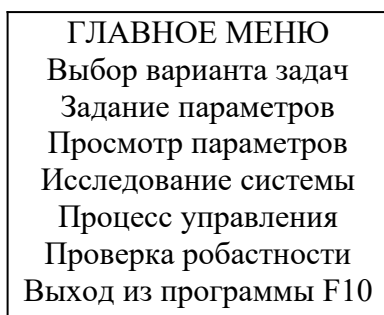 ГЛАВНОЕ МЕНЮ
Выбор варианта задач
Задание параметров
Просмотр параметров
Исследование системы
Процесс управления
Проверка робастности
Выход из программы F10